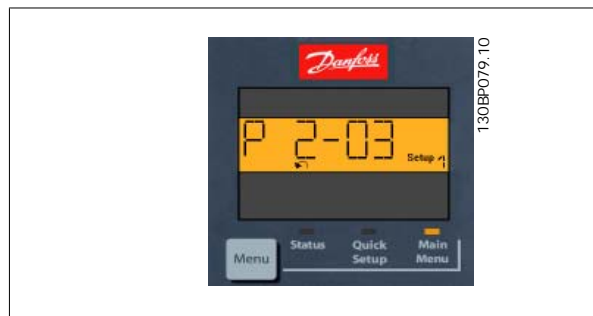 Danfoss
P 2-03
Setup 1
Status Quick Setup Main Menu
Menu
130BP079.10